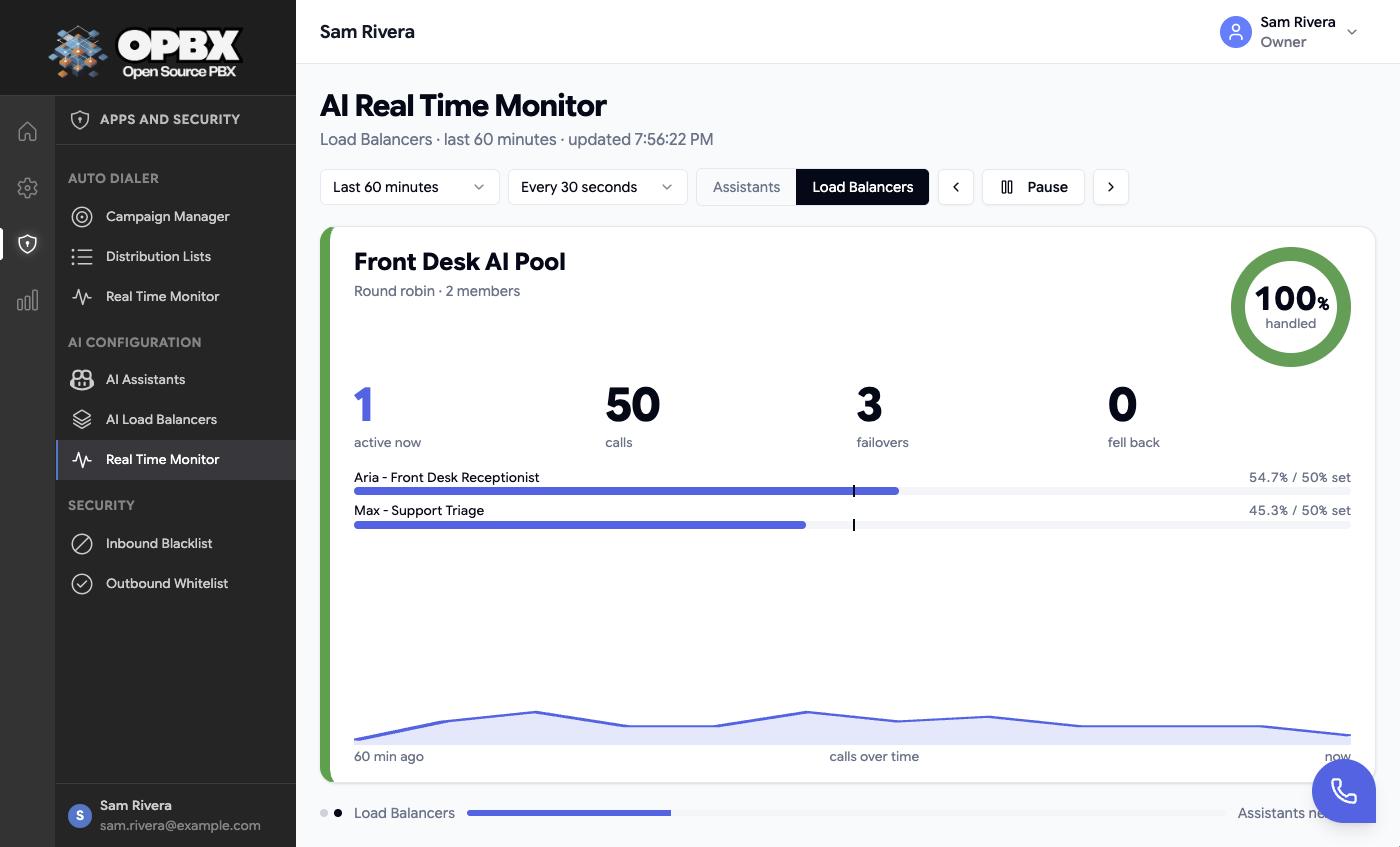 OPBX
Open Source PBX
APPS AND SECURITY
AUTO DIALER
Campaign Manager
Distribution Lists
Real Time Monitor
AI CONFIGURATION
AI Assistants
AI Load Balancers
Real Time Monitor
SECURITY
Inbound Blacklist
Outbound Whitelist
S
Sam Rivera
sam.rivera@example.com
Sam Rivera
Sam Rivera
Owner
AI Real Time Monitor
Load Balancers · last 60 minutes · updated 7:56:22 PM
Last 60 minutes
Every 30 seconds
Assistants
Load Balancers
Pause
Front Desk AI Pool
Round robin · 2 members
100%
handled
1
active now
50
calls
3
failovers
0
fell back
Aria - Front Desk Receptionist
54.7% / 50% set
Max - Support Triage
45.3% / 50% set
60 min ago
calls over time
now
Load Balancers
Assistants